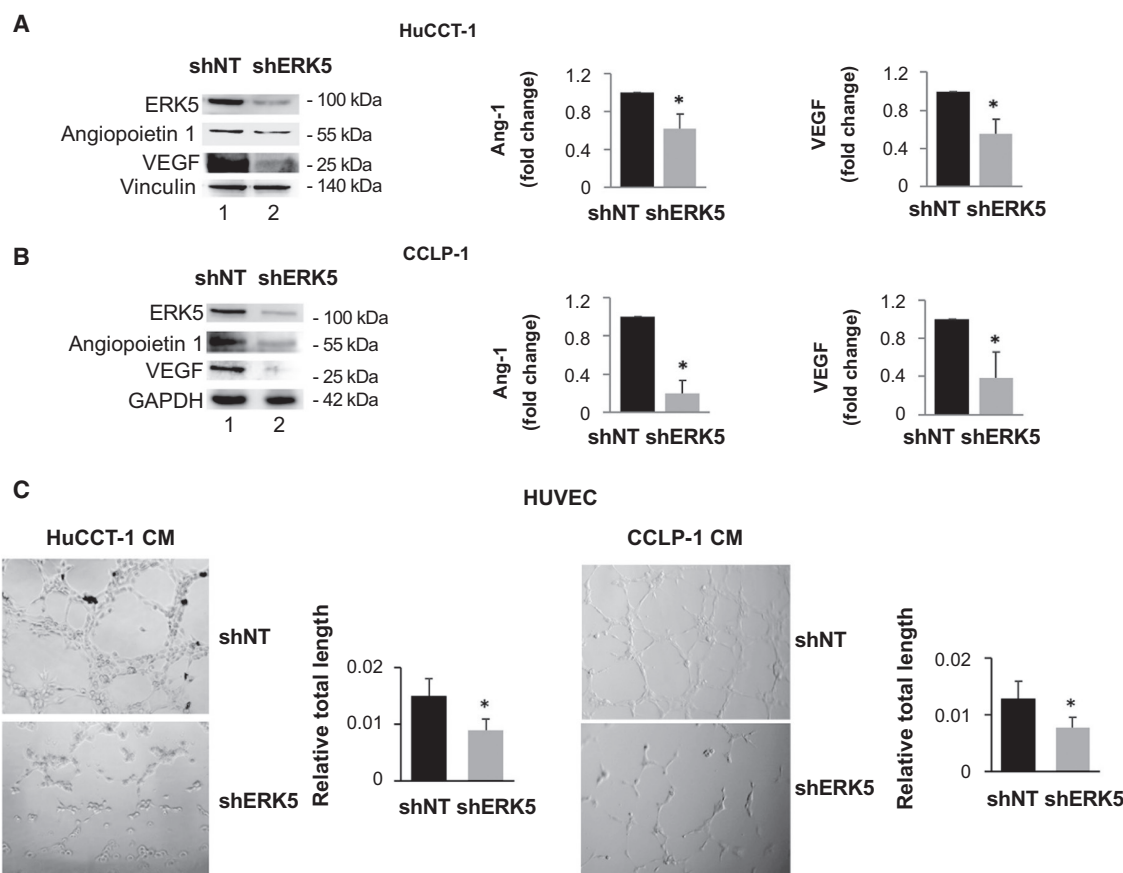 A
HuCCT-1
shNT shERK5
ERK5 - 100 kDa
Angiopoietin 1 - 55 kDa
VEGF - 25 kDa
Vinculin - 140 kDa
1 2
Ang-1
(fold change)
1.2
0.8
0.4
0
*
shNT shERK5
VEGF
(fold change)
1.2
0.8
0.4
0
*
shNT shERK5
B
CCLP-1
shNT shERK5
ERK5 - 100 kDa
Angiopoietin 1 - 55 kDa
VEGF - 25 kDa
GAPDH - 42 kDa
1 2
Ang-1
(fold change)
1.2
0.8
0.4
0
*
shNT shERK5
VEGF
(fold change)
1.2
0.8
0.4
0
*
shNT shERK5
C
HUVEC
HuCCT-1 CM
shNT
shERK5
Relative total length
0.02
0.01
0
*
shNT shERK5
CCLP-1 CM
shNT
shERK5
Relative total length
0.02
0.01
0
*
shNT shERK5